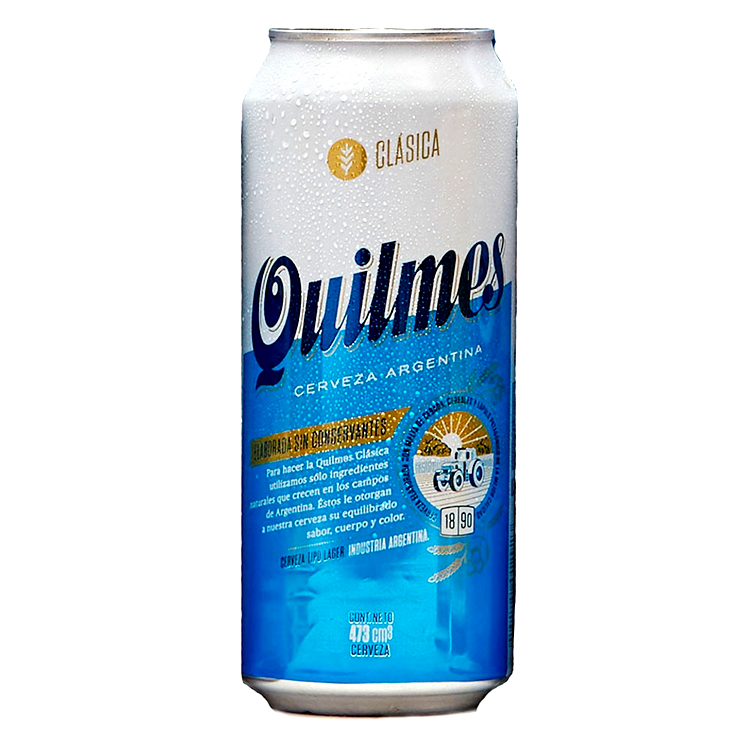 CLÁSICA
Quilmes
CERVEZA ARGENTINA
ELABORADA SIN CONSERVANTES
Para hacer la Quilmes Clásica
utilizamos sólo ingredientes
naturales que crecen en los campos
de Argentina. Éstos le otorgan
a nuestra cerveza su equilibrado
sabor, cuerpo y color.
CERVEZA TIPO LAGER INDUSTRIA ARGENTINA.
18 90
CONT.NETO
473 cm3
CERVEZA